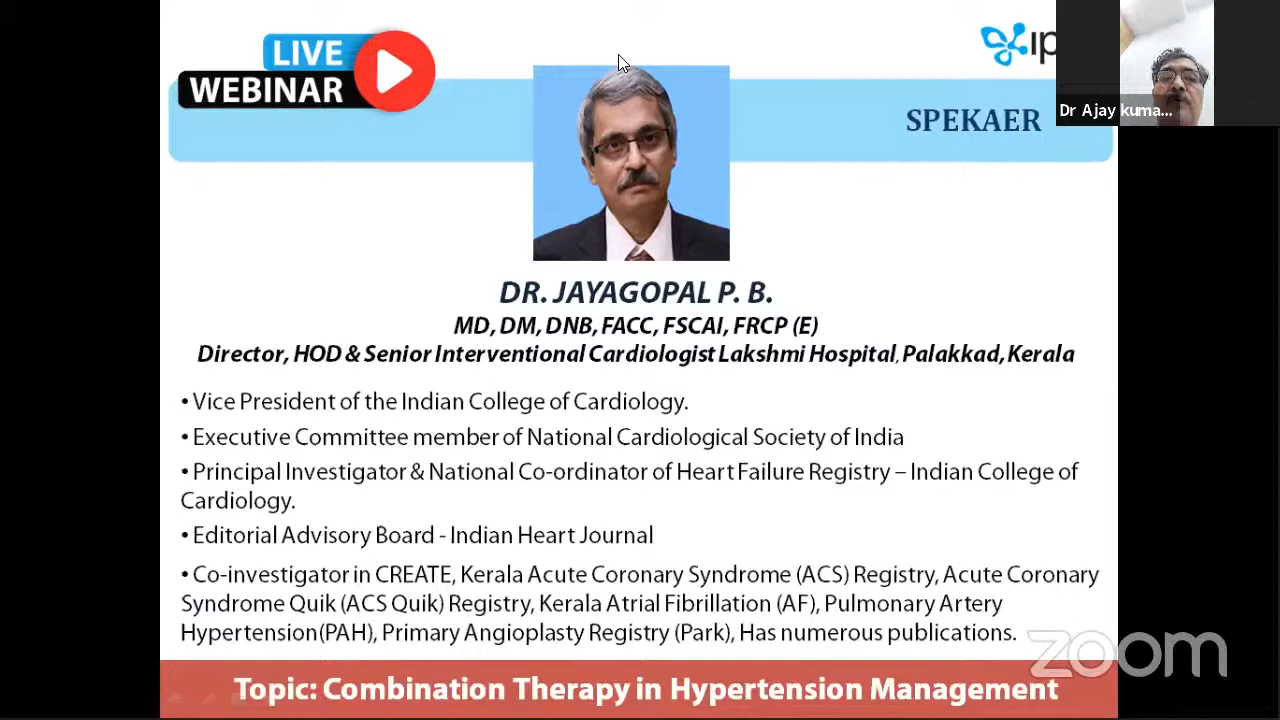 LIVE
WEBINAR
SPEKAER
Dr Ajay kuma...
DR. JAYAGOPAL P. B.
MD, DM, DNB, FACC, FSCAI, FRCP (E)
Director, HOD & Senior Interventional Cardiologist Lakshmi Hospital, Palakkad, Kerala
• Vice President of the Indian College of Cardiology.
• Executive Committee member of National Cardiological Society of India
• Principal Investigator & National Co-ordinator of Heart Failure Registry – Indian College of
Cardiology.
• Editorial Advisory Board - Indian Heart Journal
• Co-investigator in CREATE, Kerala Acute Coronary Syndrome (ACS) Registry, Acute Coronary
Syndrome Quik (ACS Quik) Registry, Kerala Atrial Fibrillation (AF), Pulmonary Artery
Hypertension(PAH), Primary Angioplasty Registry (Park), Has numerous publications.
zoom
Topic: Combination Therapy in Hypertension Management